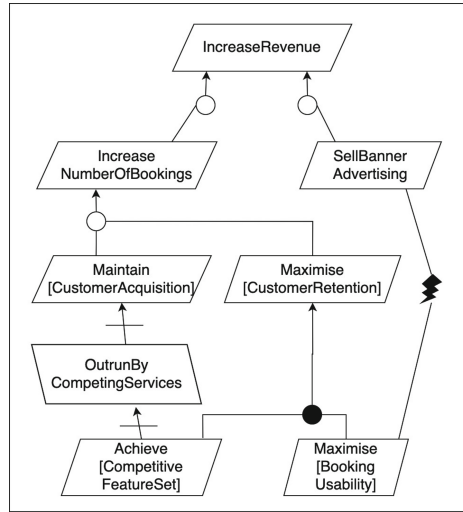 IncreaseRevenue
Increase
NumberOfBookings
SellBanner
Advertising
Maintain
[CustomerAcquisition]
Maximise
[CustomerRetention]
OutrunBy
CompetingServices
Achieve
[Competitive
FeatureSet]
Maximise
[Booking
Usability]